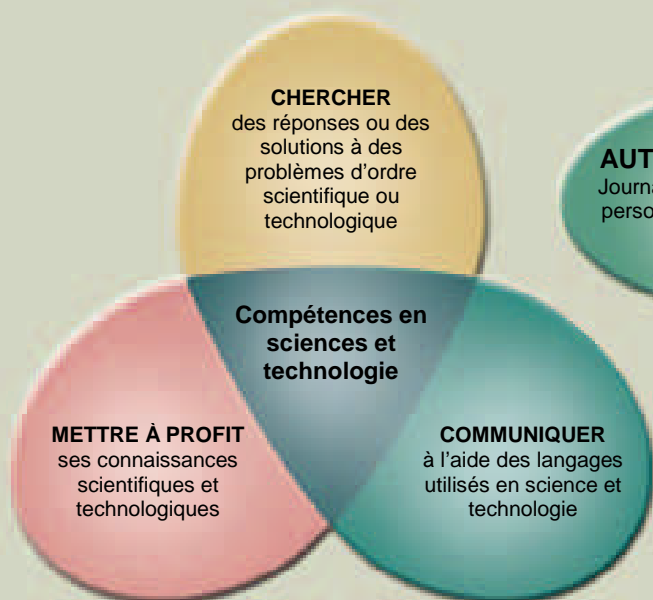 CHERCHER
des réponses ou des
solutions à des
problèmes d'ordre
scientifique ou
technologique
Compétences en
sciences et
technologie
METTRE À PROFIT
ses connaissances
scientifiques et
technologiques
COMMUNIQUER
à l'aide des langages
utilisés en science et
technologie